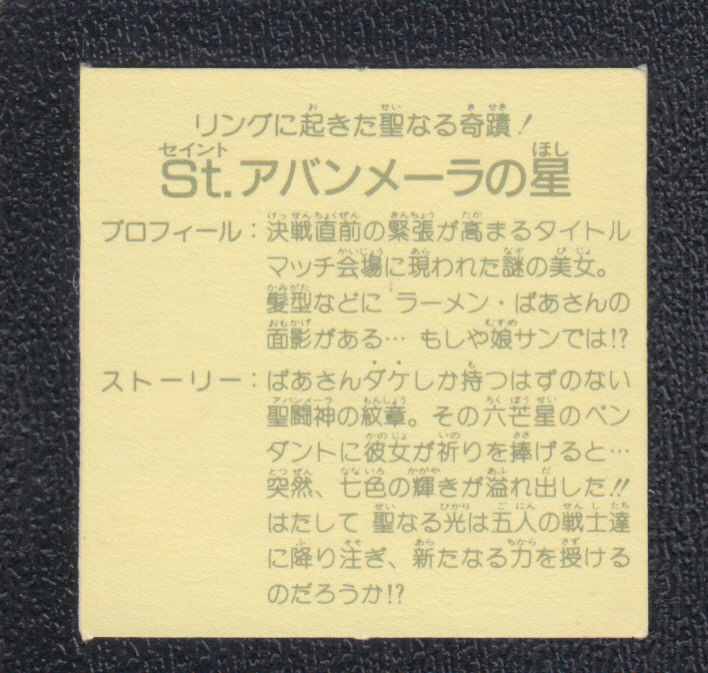 リングに起きた聖なる奇蹟！
St.アバンメーラの星
プロフィール：決戦直前の緊張が高まるタイトル
マッチ会場に現われた謎の美女。
髪型などに ラーメン・ばあさんの
面影がある… もしや娘サンでは!?
ストーリー：ばあさんダケしか持つはずのない
聖闘神の紋章。その六芒星のペン
ダントに彼女が祈りを捧げると…
突然、七色の輝きが溢れ出した!!
はたして 聖なる光は五人の戦士達
に降り注ぎ、新たなる力を授ける
のだろうか!?